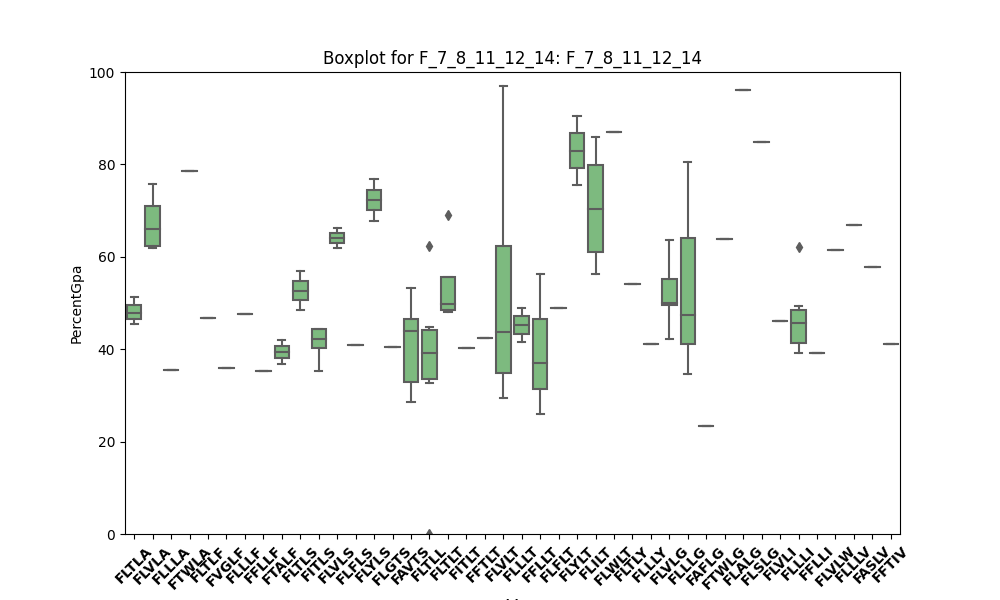 Boxplot for F_7_8_11_12_14: F_7_8_11_12_14
PercentGpa
100
80
60
40
20
0
FLTLA
FLVLA
FLLLA
FTWLA
FLTLF
FVGLF
FLLLF
FFLLF
FTALF
FLTLS
FITLS
FLVLS
FLFLS
FLYLS
FLGTS
FAVTS
FLTLL
FLTLT
FITLT
FFTLT
FLVLT
FLLLT
FFLLT
FLFLT
FLYLT
FLILT
FLWLT
FLTLY
FLLLY
FLVLG
FLLLG
FAFLG
FTWLG
FLALG
FLSLG
FLVLI
FLLLI
FFLLI
FLVLW
FLLLV
FASLV
FFTIV